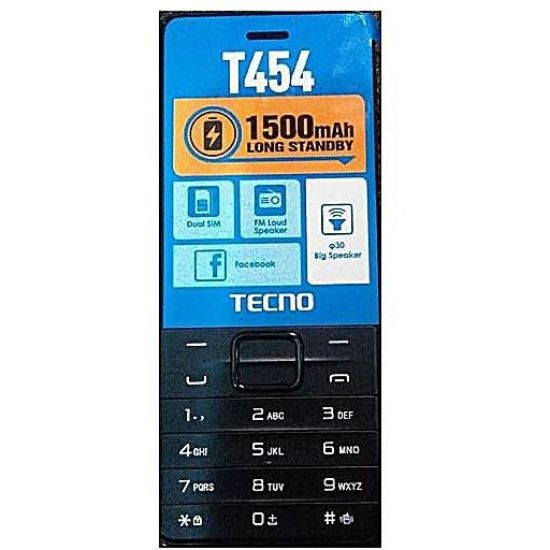 T454
1500mAh
LONG STANDBY
Dual SIM
FM Loud
Speaker
φ30
Big Speaker
f Facebook
TECNO
1 . , 2 ABC 3 DEF
4 GHI 5 JKL 6 MNO
7 PQRS 8 TUV 9 WXYZ
* 0 #